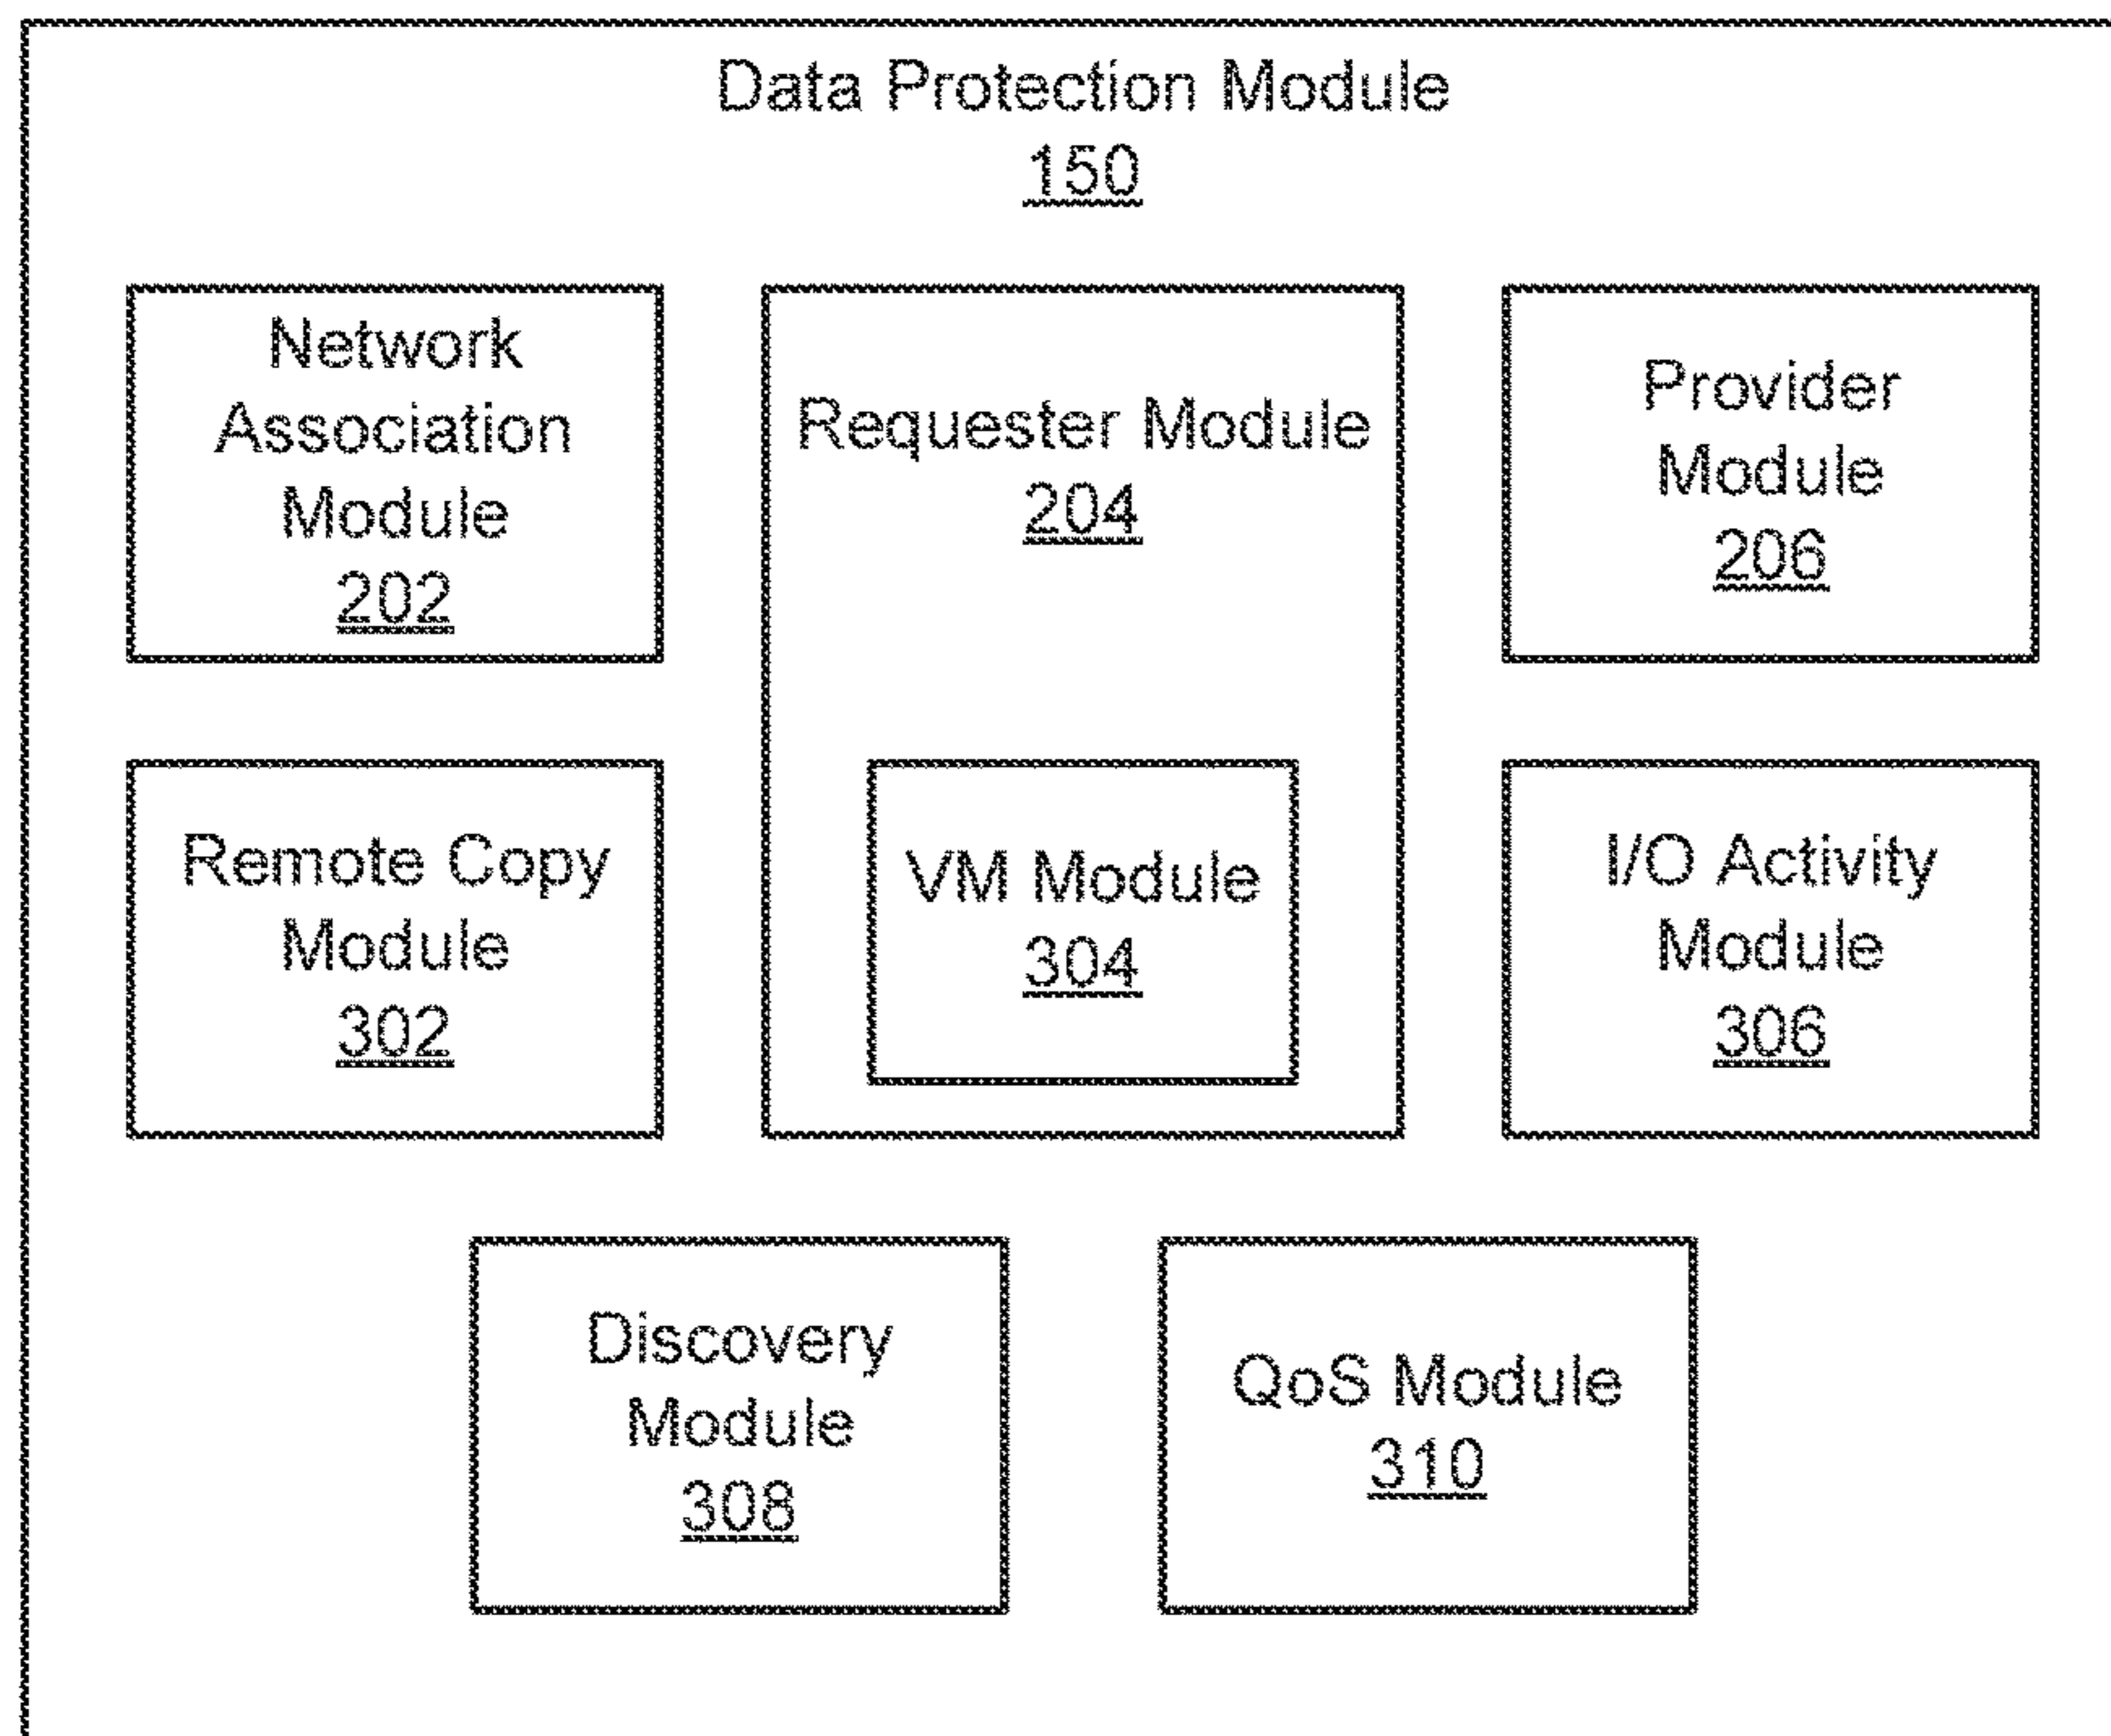 Data Protection Module
150
Network
Association
Module
202
Requester Module
204
Provider
Module
206
Remote Copy
Module
302
VM Module
304
I/O Activity
Module
306
Discovery
Module
308
QoS Module
310